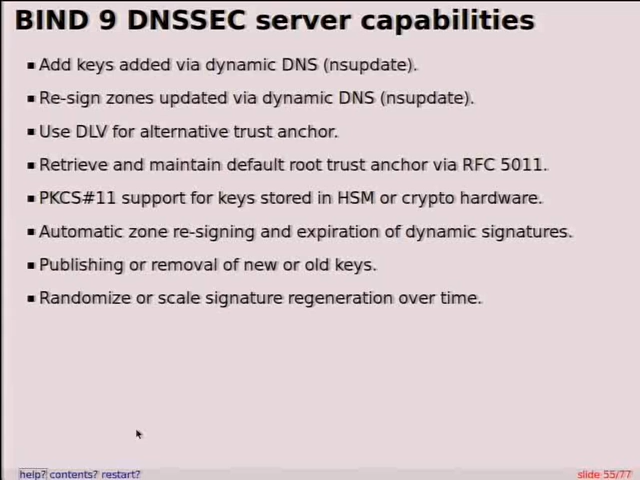 BIND 9 DNSSEC server capabilities
Add keys added via dynamic DNS (nsupdate).
Re-sign zones updated via dynamic DNS (nsupdate).
Use DLV for alternative trust anchor.
Retrieve and maintain default root trust anchor via RFC 5011.
PKCS#11 support for keys stored in HSM or crypto hardware.
Automatic zone re-signing and expiration of dynamic signatures.
Publishing or removal of new or old keys.
Randomize or scale signature regeneration over time.
help? contents? restart? slide 55/77